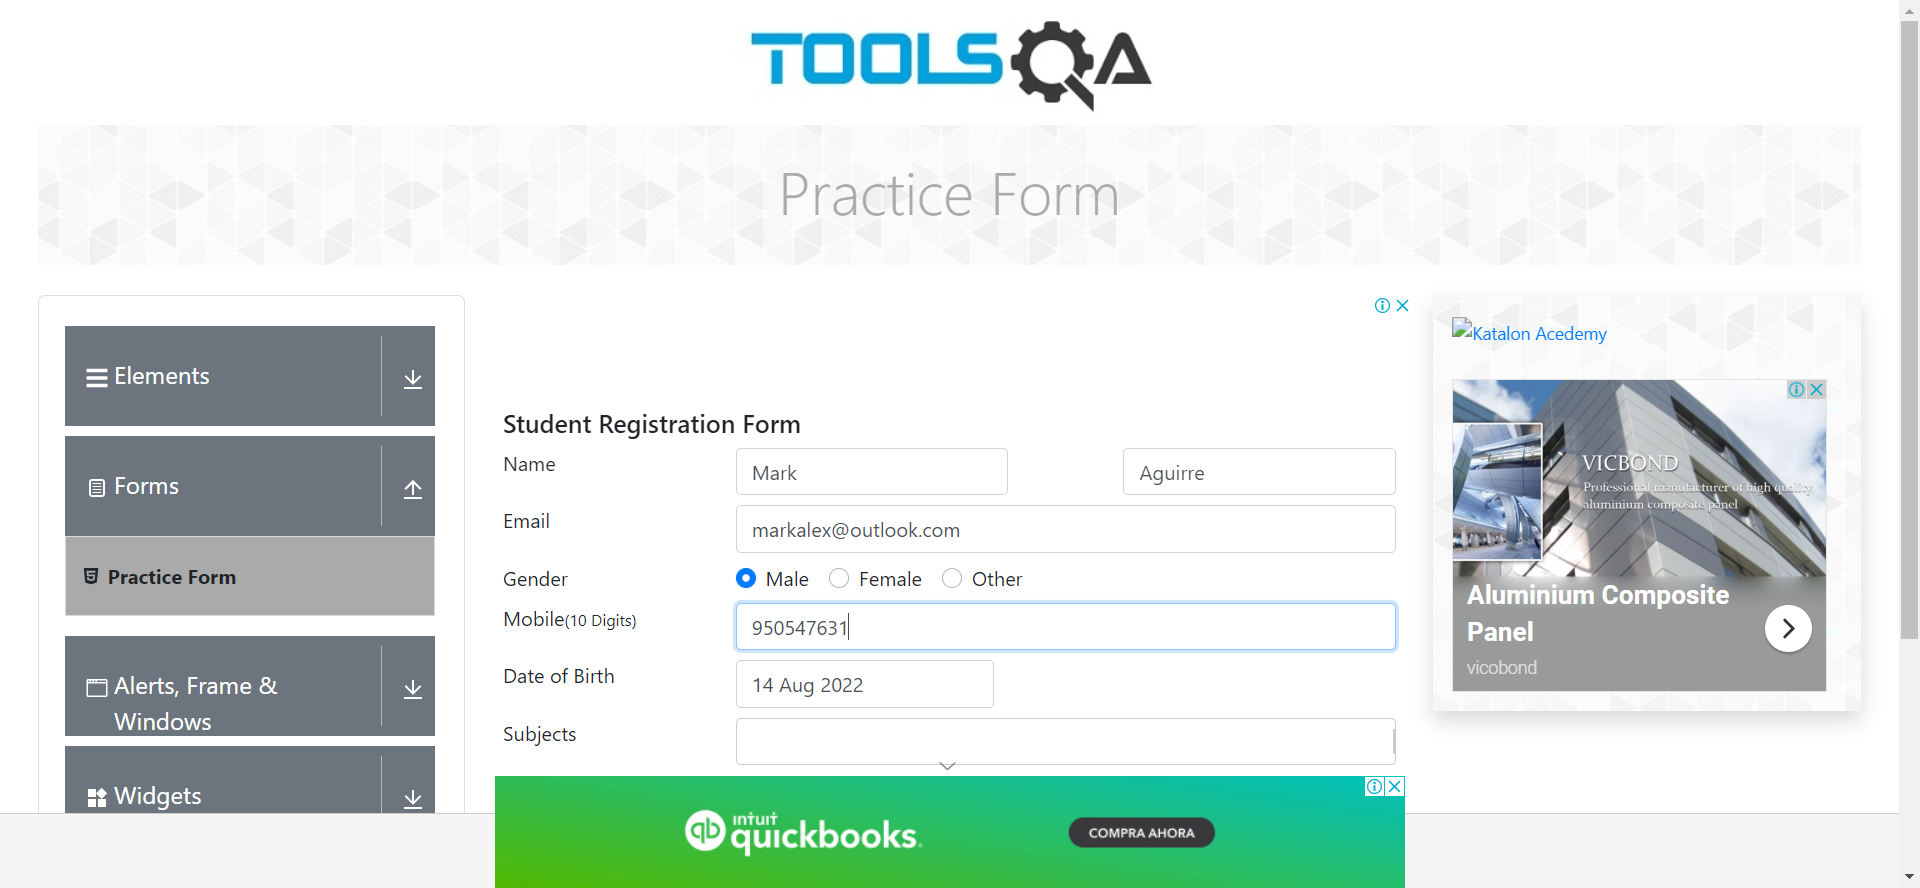 TOOLSQA
Practice Form
Elements
Forms
Practice Form
Alerts, Frame &
Windows
Widgets
Student Registration Form
Name
Mark
Aguirre
Email
markalex@outlook.com
Gender
Male
Female
Other
Mobile(10 Digits)
950547631
Date of Birth
14 Aug 2022
Subjects
Katalon Acedemy
VICBOND
Professional manufacturer of high quality
aluminium composite panel
Aluminium Composite
Panel
vicobond
qb
intuit
quickbooks.
COMPRA AHORA